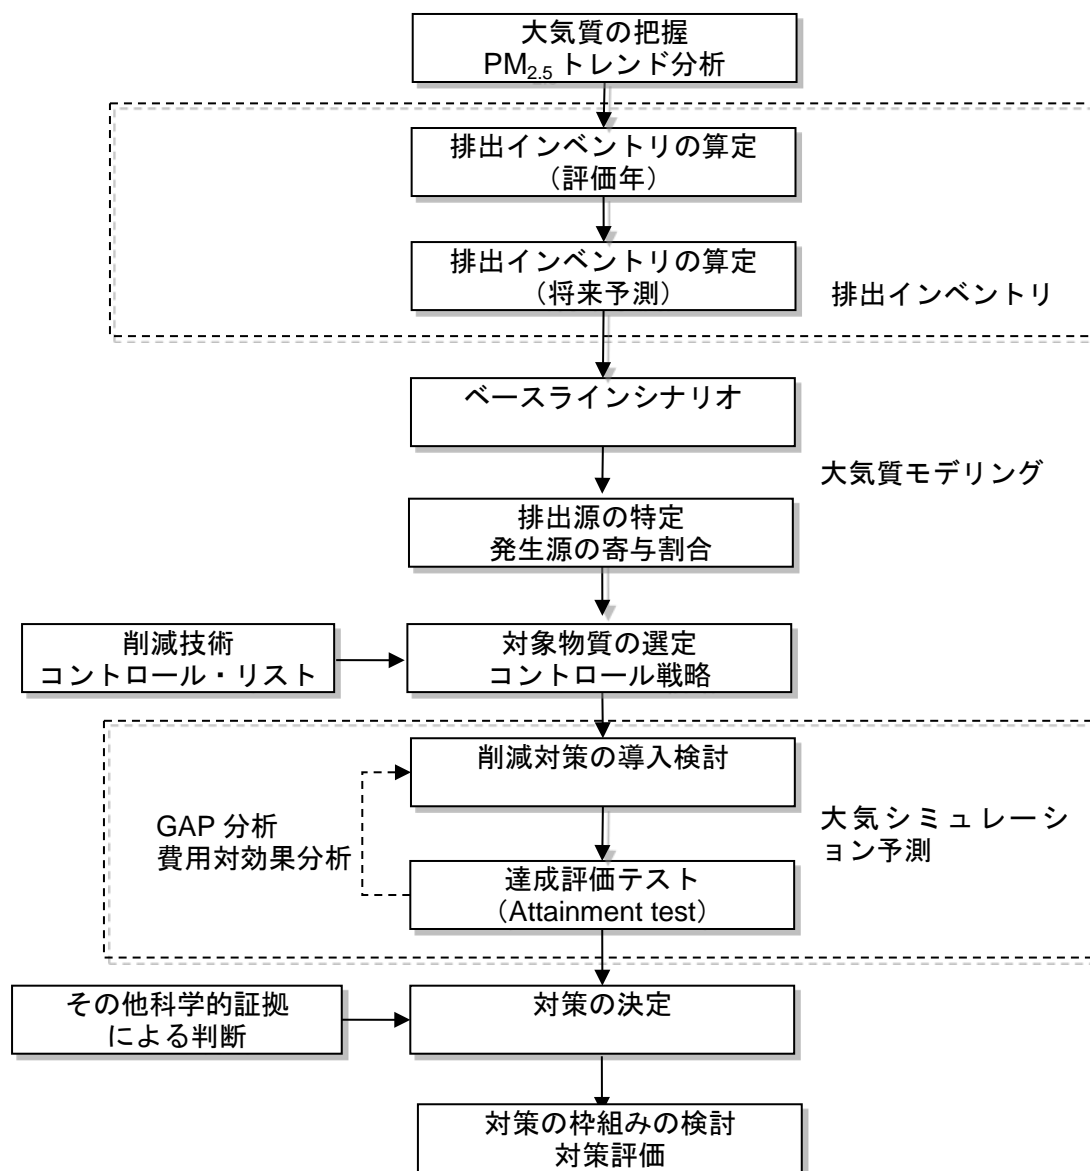 大気質の把握
PM2.5 トレンド分析
排出インベントリの算定
（評価年）
排出インベントリの算定
（将来予測）
排出インベントリ
ベースラインシナリオ
大気質モデリング
排出源の特定
発生源の寄与割合
削減技術
コントロール・リスト
対象物質の選定
コントロール戦略
削減対策の導入検討
GAP 分析
費用対効果分析
大気シミュレーシ
ョン予測
達成評価テスト
（Attainment test）
その他科学的証拠
による判断
対策の決定
対策の枠組みの検討
対策評価